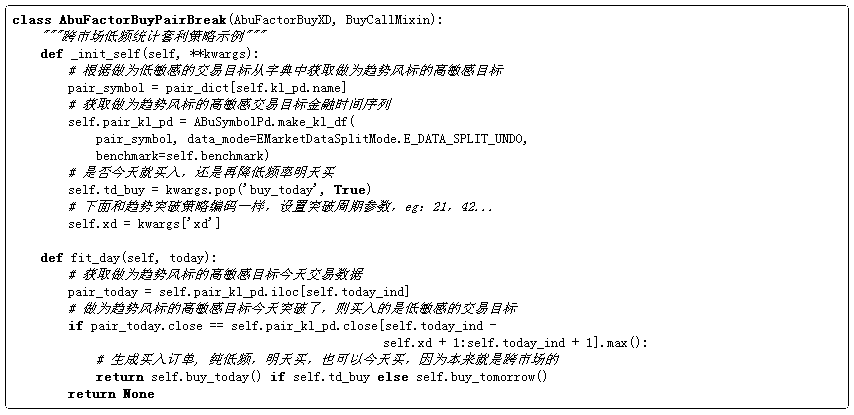 class AbuFactorBuyPairBreak(AbuFactorBuyXD, BuyCallMixin):
    """跨市场低频统计套利策略示例"""
    def _init_self(self, **kwargs):
        # 根据做为低敏感的交易目标从字典中获取做为趋势风标的高敏感目标
        pair_symbol = pair_dict[self.kl_pd.name]
        # 获取做为趋势风标的高敏感交易目标金融时间序列
        self.pair_kl_pd = ABuSymbolPd.make_kl_df(
            pair_symbol, data_mode=EMarketDataSplitMode.E_DATA_SPLIT_UNDO,
            benchmark=self.benchmark)
        # 是否今天就买入，还是再降低频率明天买
        self.td_buy = kwargs.pop('buy_today', True)
        # 下面和趋势突破策略编码一样，设置突破周期参数，eg：21，42...
        self.xd = kwargs['xd']

    def fit_day(self, today):
        # 获取做为趋势风标的高敏感目标今天交易数据
        pair_today = self.pair_kl_pd.iloc[self.today_ind]
        # 做为趋势风标的高敏感目标今天突破了，则买入的是低敏感的交易目标
        if pair_today.close == self.pair_kl_pd.close[self.today_ind -
                                                     self.xd + 1:self.today_ind + 1].max():
            # 生成买入订单, 纯低频，明天买，也可以今天买，因为本来就是跨市场的
            return self.buy_today() if self.td_buy else self.buy_tomorrow()
        return None